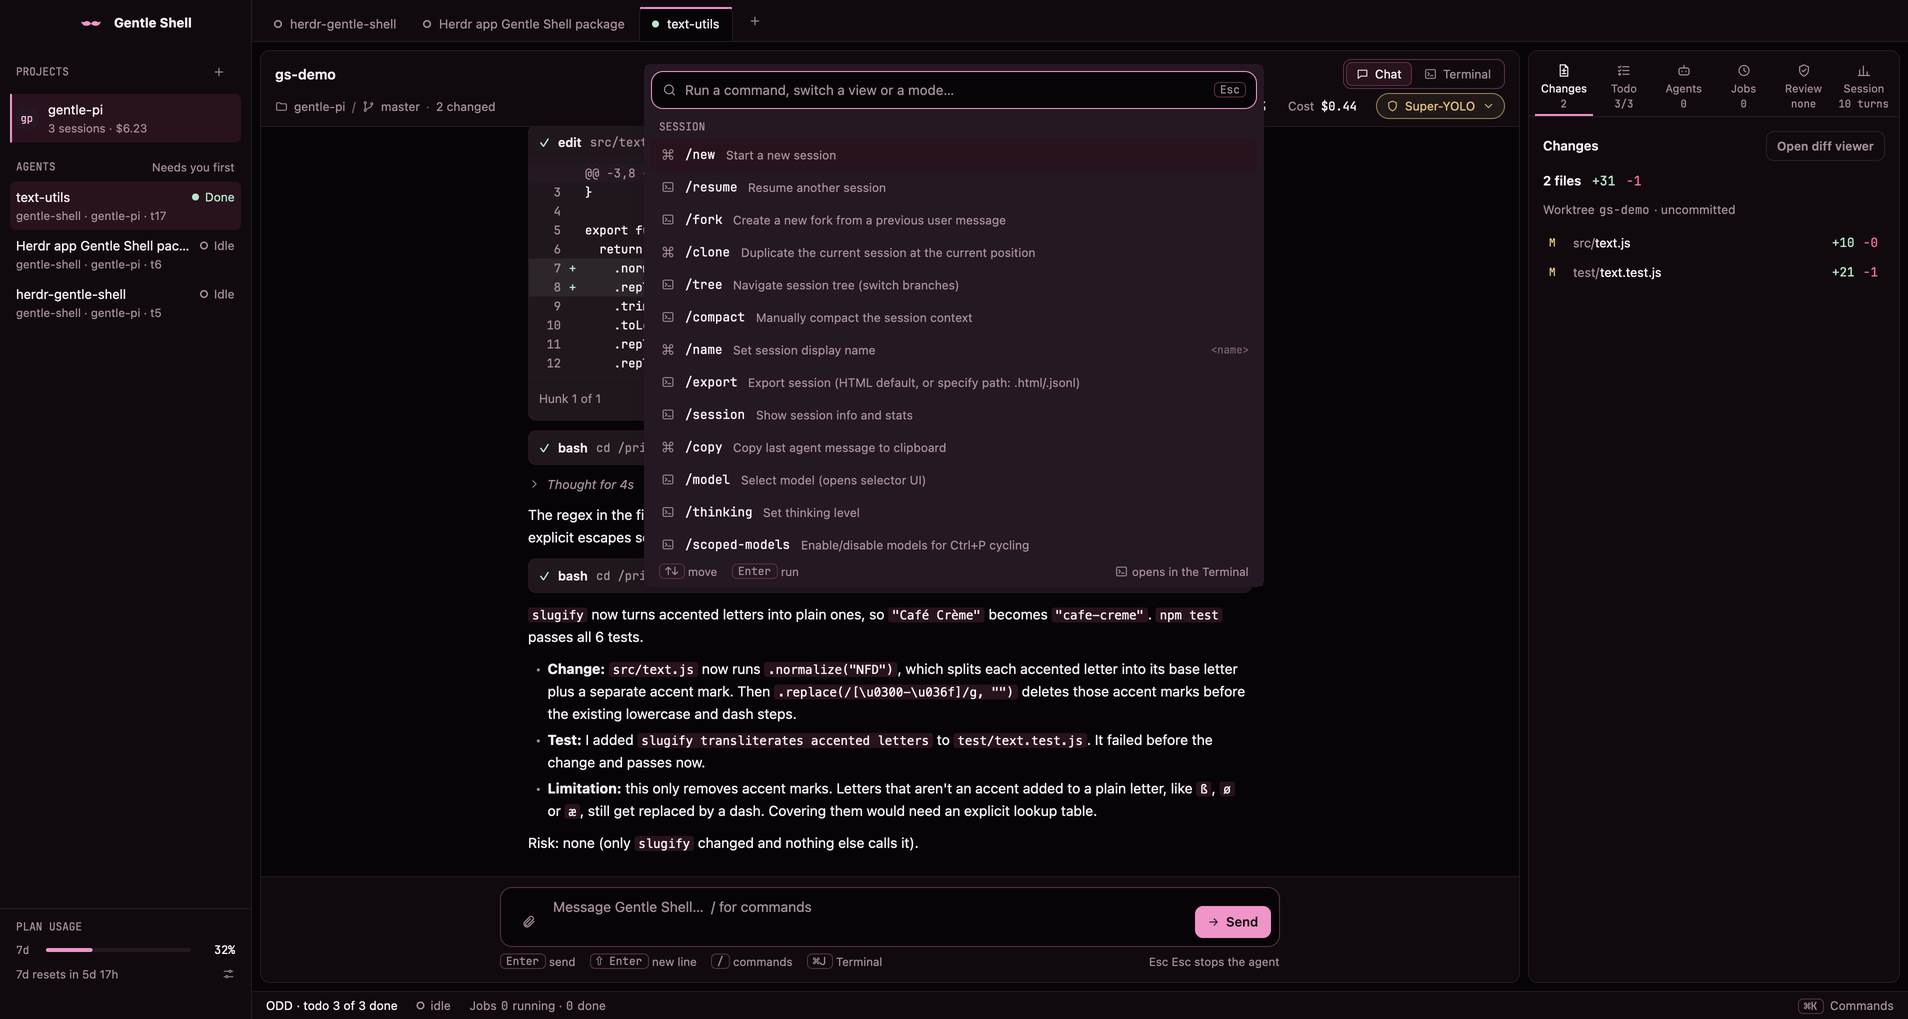 Gentle Shell
PROJECTS
gp
gentle-pi
3 sessions · $6.23
AGENTS
Needs you first
text-utils
Done
gentle-shell · gentle-pi · t17
Herdr app Gentle Shell pac...
Idle
gentle-shell · gentle-pi · t6
herdr-gentle-shell
Idle
gentle-shell · gentle-pi · t5
PLAN USAGE
7d
32%
7d resets in 5d 17h
herdr-gentle-shell
Herdr app Gentle Shell package
text-utils
gs-demo
gentle-pi / master · 2 changed
Chat
Terminal
Cost $0.44
Super-YOLO
Run a command, switch a view or a mode...
Esc
SESSION
/new Start a new session
/resume Resume another session
/fork Create a new fork from a previous user message
/clone Duplicate the current session at the current position
/tree Navigate session tree (switch branches)
/compact Manually compact the session context
/name Set session display name <name>
/export Export session (HTML default, or specify path: .html/.jsonl)
/session Show session info and stats
/copy Copy last agent message to clipboard
/model Select model (opens selector UI)
/thinking Set thinking level
/scoped-models Enable/disable models for Ctrl+P cycling
↑↓ move Enter run
opens in the Terminal
edit src/text
@@ -3,8
3 }
4
5 export f
6 return
7 + .nor
8 + .rep
9 .tri
10 .toL
11 .rep
12 .rep
Hunk 1 of 1
bash cd /pri
Thought for 4s
The regex in the fi
explicit escapes s
bash cd /pri
slugify now turns accented letters into plain ones, so "Café Crème" becomes "cafe-creme". npm test
passes all 6 tests.
• Change: src/text.js now runs .normalize("NFD"), which splits each accented letter into its base letter
plus a separate accent mark. Then .replace(/[\u0300-\u036f]/g, "") deletes those accent marks before
the existing lowercase and dash steps.
• Test: I added slugify transliterates accented letters to test/text.test.js. It failed before the
change and passes now.
• Limitation: this only removes accent marks. Letters that aren't an accent added to a plain letter, like ß, ø
or æ, still get replaced by a dash. Covering them would need an explicit lookup table.
Risk: none (only slugify changed and nothing else calls it).
Message Gentle Shell... / for commands
Send
Enter send ⇧ Enter new line / commands ⌘J Terminal
Esc Esc stops the agent
ODD · todo 3 of 3 done
idle
Jobs 0 running · 0 done
⌘K Commands
Changes
2
Todo
3/3
Agents
0
Jobs
0
Review
none
Session
10 turns
Changes
Open diff viewer
2 files +31 -1
Worktree gs-demo · uncommitted
M src/text.js +10 -0
M test/text.test.js +21 -1